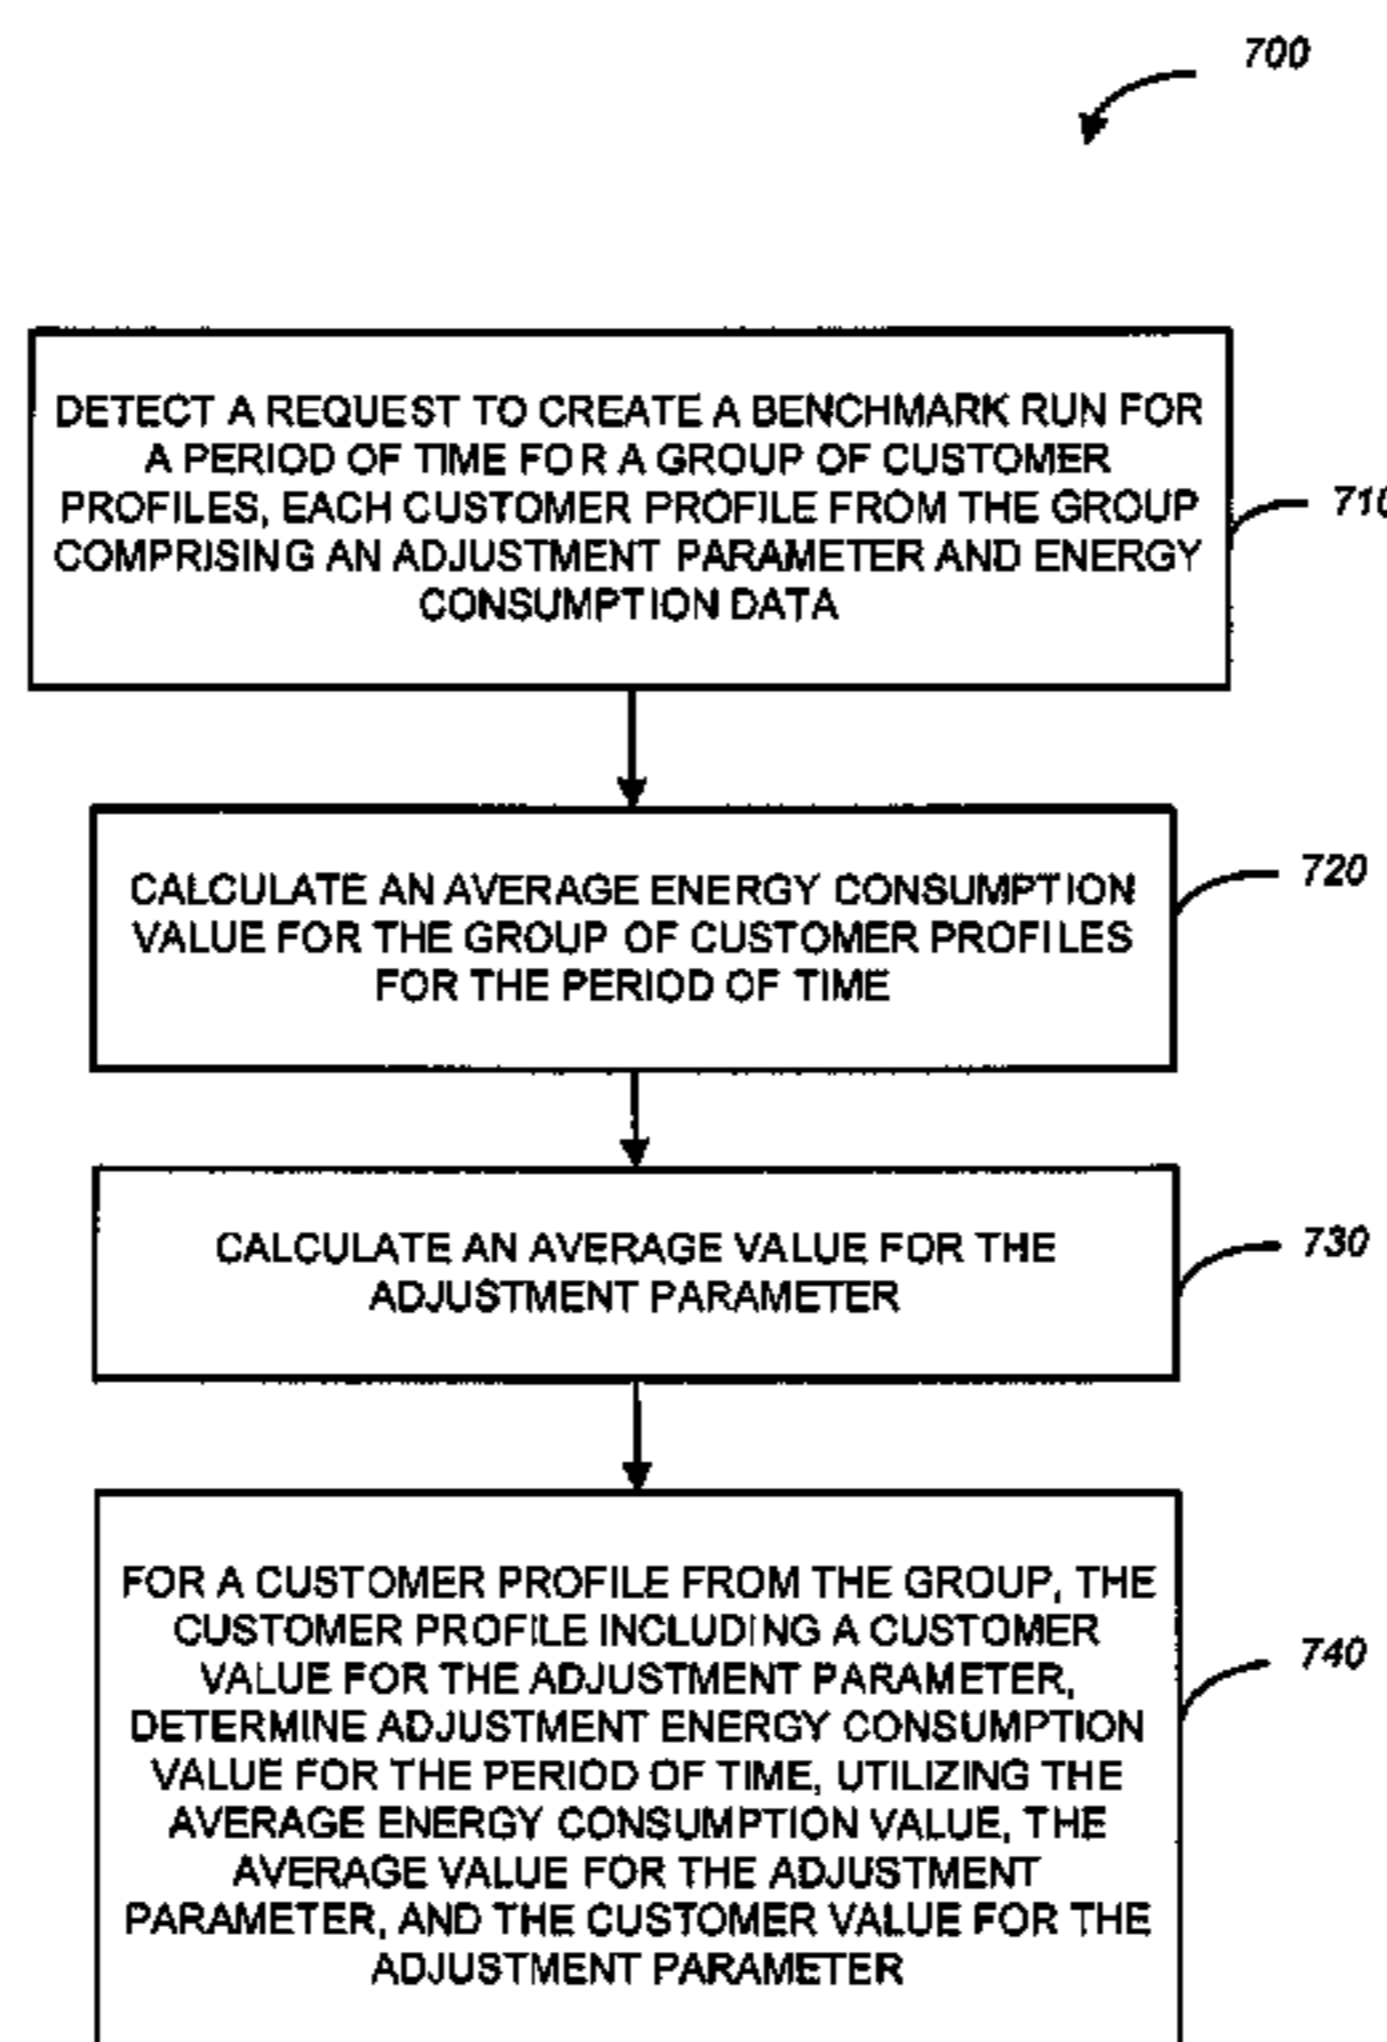 700
DETECT A REQUEST TO CREATE A BENCHMARK RUN FOR
A PERIOD OF TIME FOR A GROUP OF CUSTOMER
PROFILES, EACH CUSTOMER PROFILE FROM THE GROUP
COMPRISING AN ADJUSTMENT PARAMETER AND ENERGY
CONSUMPTION DATA
710
CALCULATE AN AVERAGE ENERGY CONSUMPTION
VALUE FOR THE GROUP OF CUSTOMER PROFILES
FOR THE PERIOD OF TIME
720
CALCULATE AN AVERAGE VALUE FOR THE
ADJUSTMENT PARAMETER
730
FOR A CUSTOMER PROFILE FROM THE GROUP, THE
CUSTOMER PROFILE INCLUDING A CUSTOMER
VALUE FOR THE ADJUSTMENT PARAMETER,
DETERMINE ADJUSTMENT ENERGY CONSUMPTION
VALUE FOR THE PERIOD OF TIME, UTILIZING THE
AVERAGE ENERGY CONSUMPTION VALUE, THE
AVERAGE VALUE FOR THE ADJUSTMENT
PARAMETER, AND THE CUSTOMER VALUE FOR THE
ADJUSTMENT PARAMETER
740